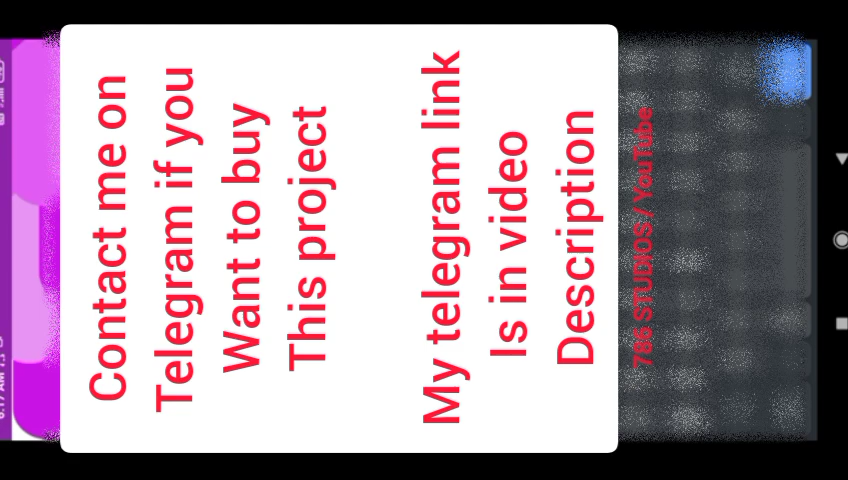 Contact me on
Telegram if you
Want to buy
This project
My telegram link
Is in video
Description
786 STUDIOS / YouTube